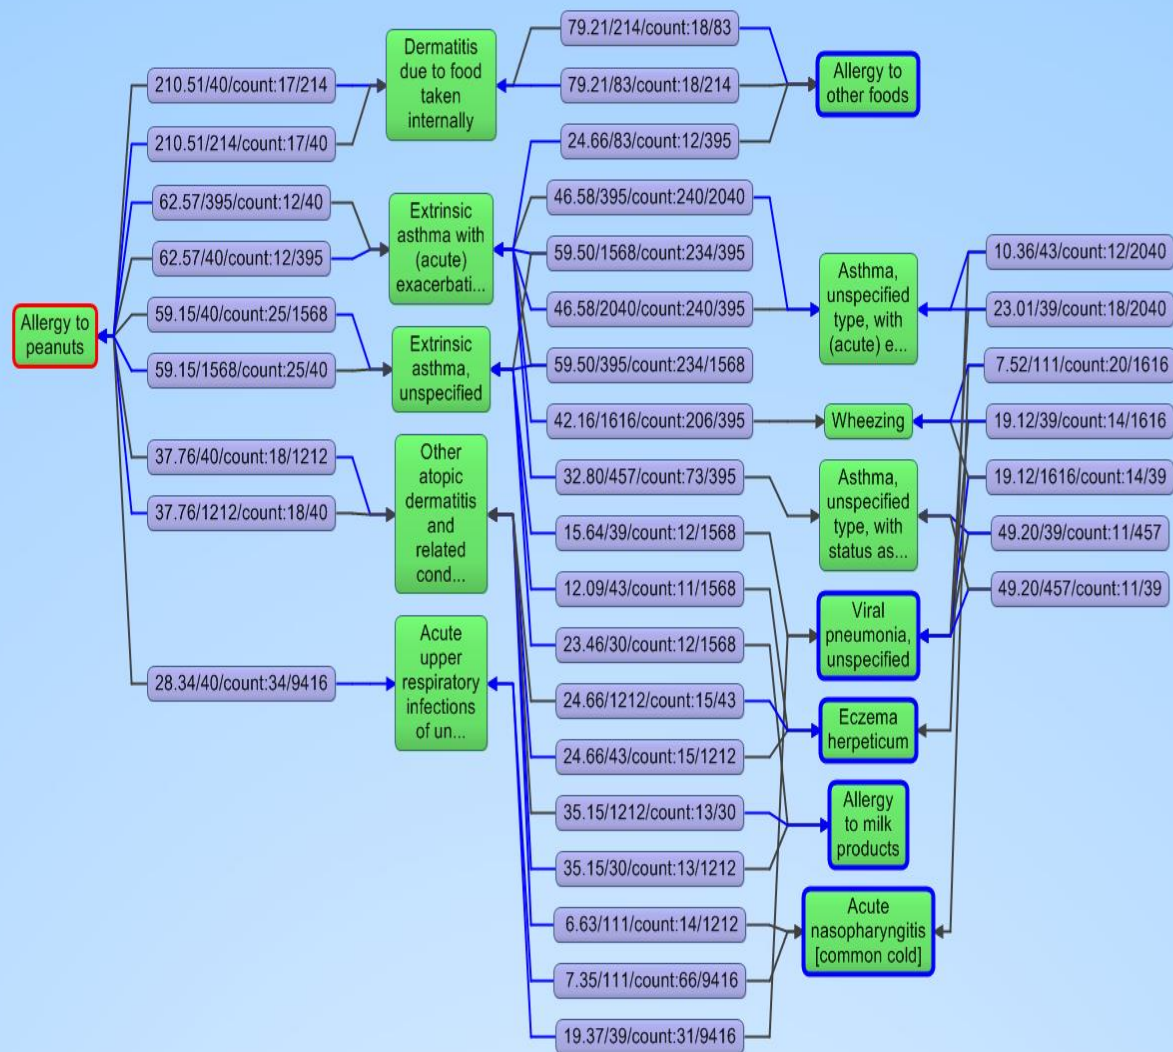 Allergy to
peanuts
210.51/40/count:17/214
210.51/214/count:17/40
62.57/395/count:12/40
62.57/40/count:12/395
59.15/40/count:25/1568
59.15/1568/count:25/40
37.76/40/count:18/1212
37.76/1212/count:18/40
28.34/40/count:34/9416
Dermatitis
due to food
taken
internally
Extrinsic
asthma with
(acute)
exacerbati...
Extrinsic
asthma,
unspecified
Other
atopic
dermatitis
and
related
cond...
Acute
upper
respiratory
infections
of un...
79.21/214/count:18/83
79.21/83/count:18/214
24.66/83/count:12/395
46.58/395/count:240/2040
59.50/1568/count:234/395
46.58/2040/count:240/395
59.50/395/count:234/1568
42.16/1616/count:206/395
32.80/457/count:73/395
15.64/39/count:12/1568
12.09/43/count:11/1568
23.46/30/count:12/1568
24.66/1212/count:15/43
24.66/43/count:15/1212
35.15/1212/count:13/30
35.15/30/count:13/1212
6.63/111/count:14/1212
7.35/111/count:66/9416
19.37/39/count:31/9416
Allergy to
other foods
Asthma,
unspecified
type, with
(acute) e...
Wheezing
Asthma,
unspecified
type, with
status as...
Viral
pneumonia,
unspecified
Eczema
herpeticum
Allergy
to milk
products
Acute
nasopharyngitis
[common cold]
10.36/43/count:12/2040
23.01/39/count:18/2040
7.52/111/count:20/1616
19.12/39/count:14/1616
19.12/1616/count:14/39
49.20/39/count:11/457
49.20/457/count:11/39